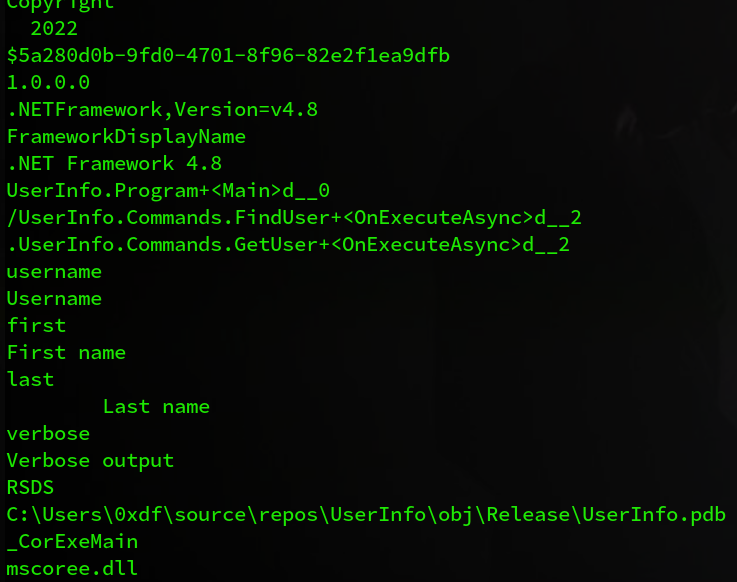 Copyright
2022
$5a280d0b-9fd0-4701-8f96-82e2f1ea9dfb
1.0.0.0
.NETFramework,Version=v4.8
FrameworkDisplayName
.NET Framework 4.8
UserInfo.Program+<Main>d__0
/UserInfo.Commands.FindUser+<OnExecuteAsync>d__2
.UserInfo.Commands.GetUser+<OnExecuteAsync>d__2
username
Username
first
First name
last
Last name
verbose
Verbose output
RSDS
C:\Users\0xdf\source\repos\UserInfo\obj\Release\UserInfo.pdb
_CorExeMain
mscoree.dll